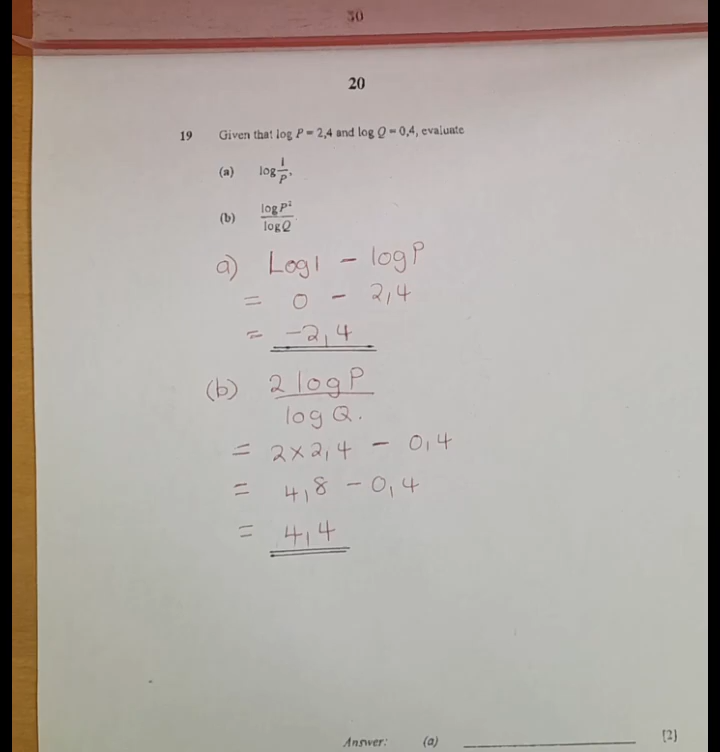 30
20
19 Given that log P = 2,4 and log Q = 0,4, evaluate
(a) log 1/P,
(b) log P² / log Q.
a) Log1 - logP
= 0 - 2,4
= -2,4
(b) 2 logP
log Q.
= 2×2,4 - 0,4
= 4,8 - 0,4
= 4,4
Answer: (a) ____________________ [2]